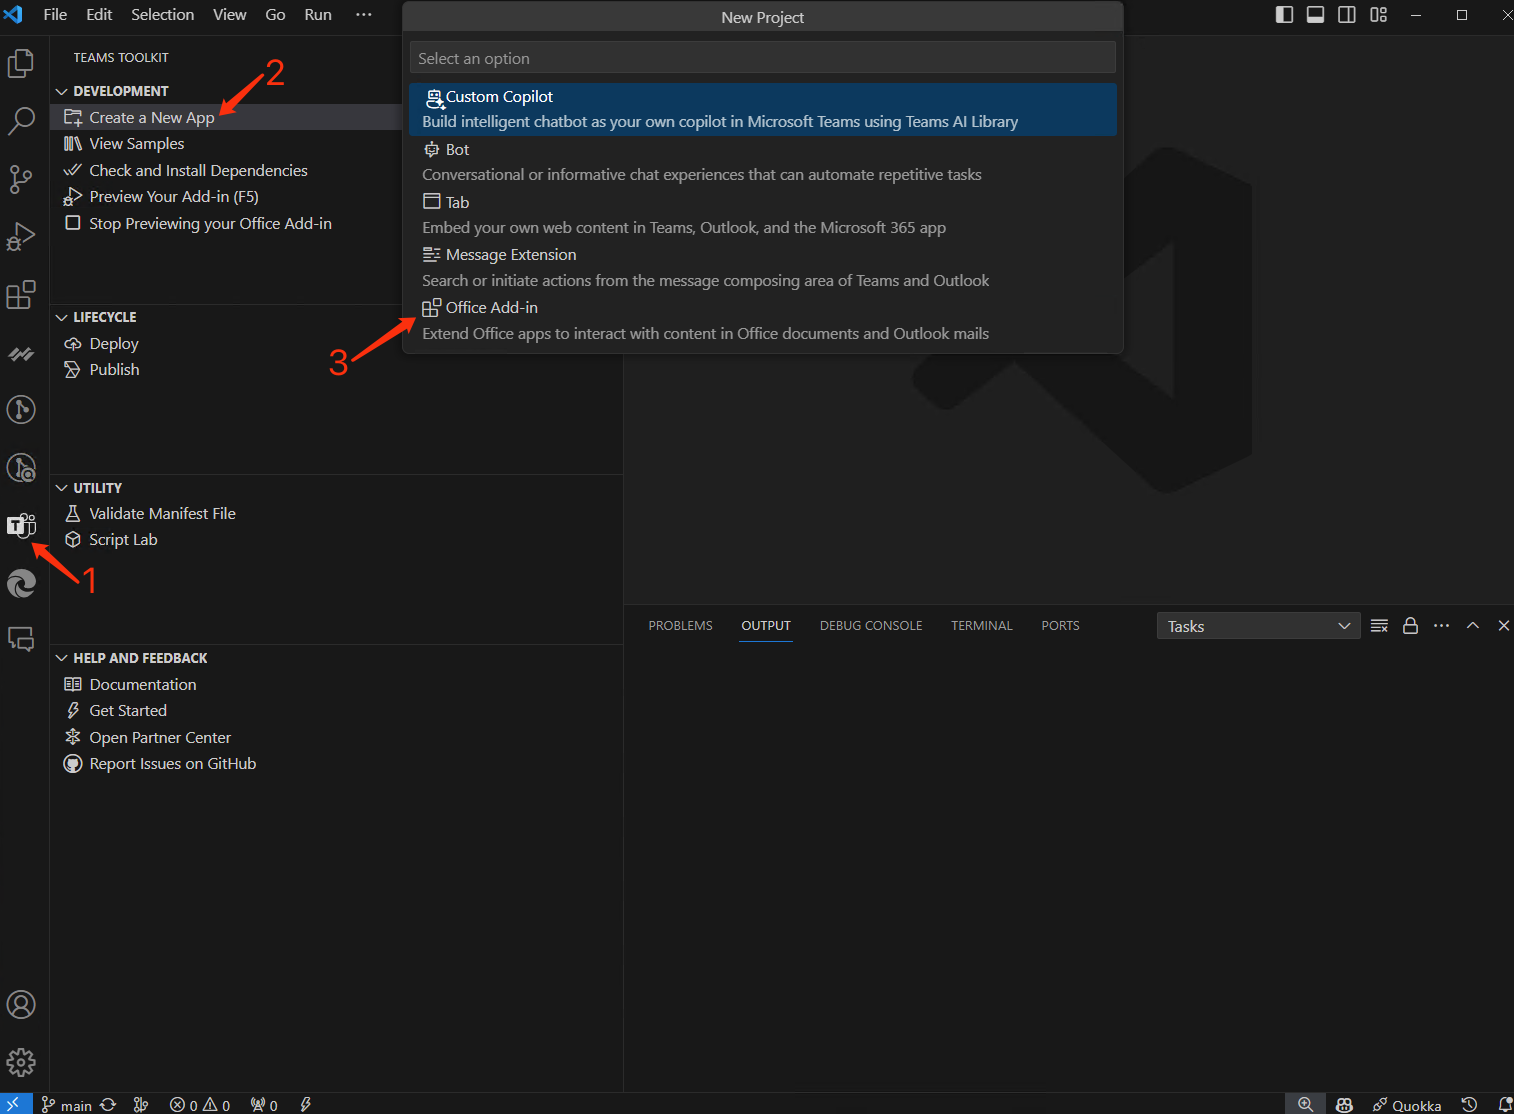 File Edit Selection View Go Run ···
New Project
Select an option
Custom Copilot
Build intelligent chatbot as your own copilot in Microsoft Teams using Teams AI Library
Bot
Conversational or informative chat experiences that can automate repetitive tasks
Tab
Embed your own web content in Teams, Outlook, and the Microsoft 365 app
Message Extension
Search or initiate actions from the message composing area of Teams and Outlook
Office Add-in
Extend Office apps to interact with content in Office documents and Outlook mails
TEAMS TOOLKIT
DEVELOPMENT
2
Create a New App
View Samples
Check and Install Dependencies
Preview Your Add-in (F5)
Stop Previewing your Office Add-in
LIFECYCLE
Deploy
Publish
3
UTILITY
Validate Manifest File
Script Lab
T
1
HELP AND FEEDBACK
Documentation
Get Started
Open Partner Center
Report Issues on GitHub
PROBLEMS OUTPUT DEBUG CONSOLE TERMINAL PORTS Tasks
main 0 0 0 Quokka